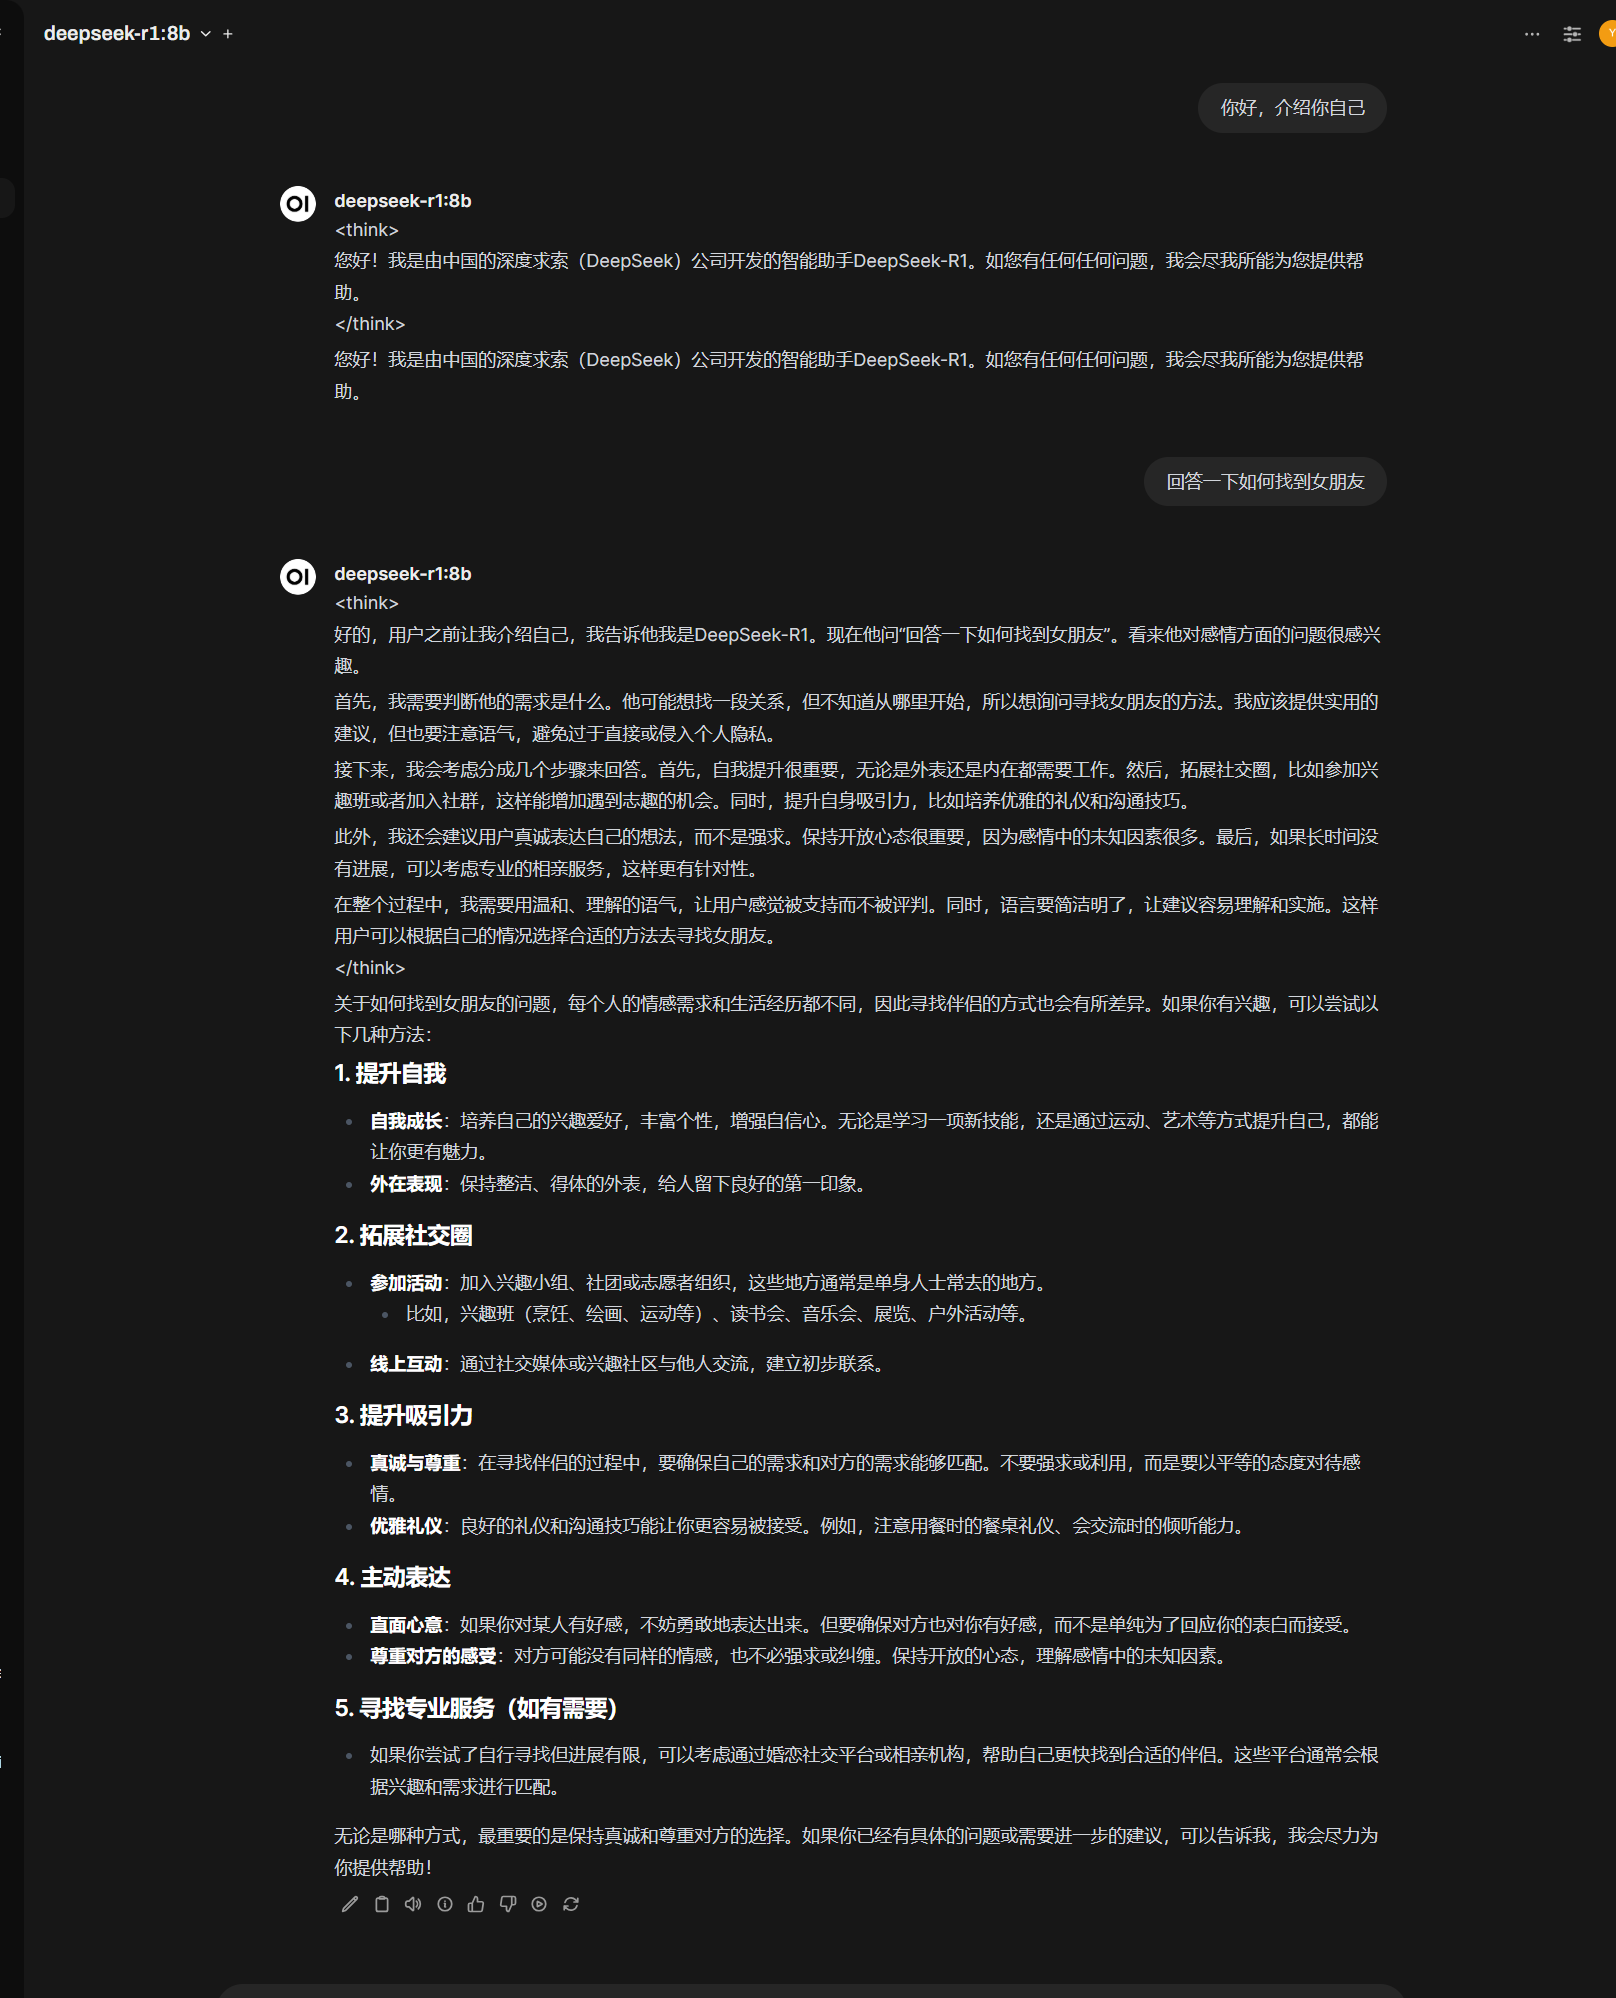 deepseek-r1:8b
你好，介绍你自己
OI
deepseek-r1:8b
<think>
您好！我是由中国的深度求索（DeepSeek）公司开发的智能助手DeepSeek-R1。如您有任何任何问题，我会尽我所能为您提供帮
助。
</think>
您好！我是由中国的深度求索（DeepSeek）公司开发的智能助手DeepSeek-R1。如您有任何任何问题，我会尽我所能为您提供帮
助。
回答一下如何找到女朋友
OI
deepseek-r1:8b
<think>
好的，用户之前让我介绍自己，我告诉他我是DeepSeek-R1。现在他问“回答一下如何找到女朋友”。看来他对感情方面的问题很感兴
趣。
首先，我需要判断他的需求是什么。他可能想找一段关系，但不知道从哪里开始，所以想询问寻找女朋友的方法。我应该提供实用的
建议，但也要注意语气，避免过于直接或侵入个人隐私。
接下来，我会考虑分成几个步骤来回答。首先，自我提升很重要，无论是外表还是内在都需要工作。然后，拓展社交圈，比如参加兴
趣班或者加入社群，这样能增加遇到志趣的机会。同时，提升自身吸引力，比如培养优雅的礼仪和沟通技巧。
此外，我还会建议用户真诚表达自己的想法，而不是强求。保持开放心态很重要，因为感情中的未知因素很多。最后，如果长时间没
有进展，可以考虑专业的相亲服务，这样更有针对性。
在整个过程中，我需要用温和、理解的语气，让用户感觉被支持而不被评判。同时，语言要简洁明了，让建议容易理解和实施。这样
用户可以根据自己的情况选择合适的方法去寻找女朋友。
</think>
关于如何找到女朋友的问题，每个人的情感需求和生活经历都不同，因此寻找伴侣的方式也会有所差异。如果你有兴趣，可以尝试以
下几种方法：
1. 提升自我
自我成长：培养自己的兴趣爱好，丰富个性，增强自信心。无论是学习一项新技能，还是通过运动、艺术等方式提升自己，都能
让你更有魅力。
外在表现：保持整洁、得体的外表，给人留下良好的第一印象。
2. 拓展社交圈
参加活动：加入兴趣小组、社团或志愿者组织，这些地方通常是单身人士常去的地方。
比如，兴趣班（烹饪、绘画、运动等）、读书会、音乐会、展览、户外活动等。
线上互动：通过社交媒体或兴趣社区与他人交流，建立初步联系。
3. 提升吸引力
真诚与尊重：在寻找伴侣的过程中，要确保自己的需求和对方的需求能够匹配。不要强求或利用，而是要以平等的态度对待感
情。
优雅礼仪：良好的礼仪和沟通技巧能让你更容易被接受。例如，注意用餐时的餐桌礼仪、会交流时的倾听能力。
4. 主动表达
直面心意：如果你对某人有好感，不妨勇敢地表达出来。但要确保对方也对你有好感，而不是单纯为了回应你的表白而接受。
尊重对方的感受：对方可能没有同样的情感，也不必强求或纠缠。保持开放的心态，理解感情中的未知因素。
5. 寻找专业服务（如有需要）
如果你尝试了自行寻找但进展有限，可以考虑通过婚恋社交平台或相亲机构，帮助自己更快找到合适的伴侣。这些平台通常会根
据兴趣和需求进行匹配。
无论是哪种方式，最重要的是保持真诚和尊重对方的选择。如果你已经有具体的问题或需要进一步的建议，可以告诉我，我会尽力为
你提供帮助！